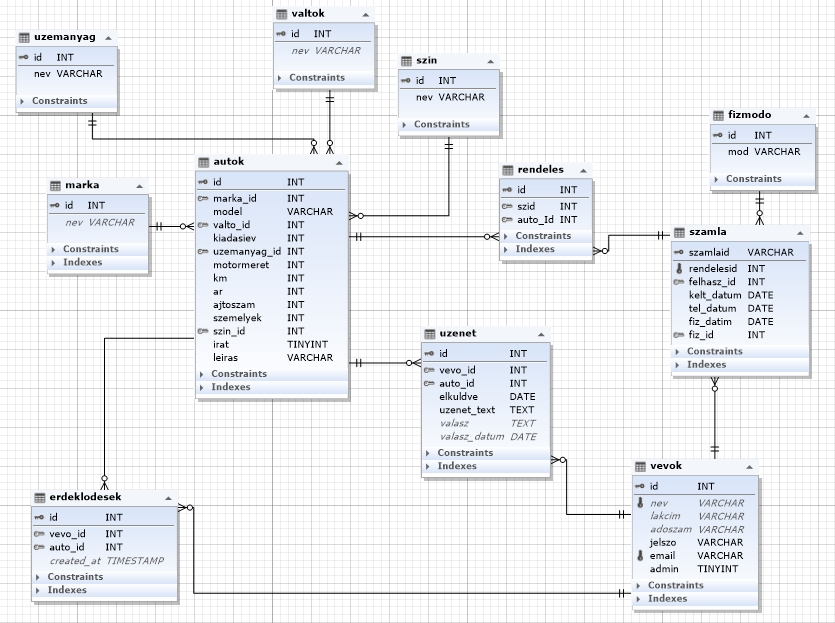 uzemanyag
id INT
nev VARCHAR
Constraints
valtok
id INT
nev VARCHAR
Constraints
szin
id INT
nev VARCHAR
Constraints
fizmodo
id INT
mod VARCHAR
Constraints
marka
id INT
nev VARCHAR
Constraints
Indexes
autok
id INT
marka_id INT
model VARCHAR
valto_id INT
kiadasiev INT
uzemanyag_id INT
motormeret INT
km INT
ar INT
ajtoszam INT
szemelyek INT
szin_id INT
irat TINYINT
leiras VARCHAR
Constraints
Indexes
rendeles
id INT
szid INT
auto_Id INT
Constraints
Indexes
szamla
szamlaid VARCHAR
rendelesid INT
felhasz_id INT
kelt_datum DATE
tel_datum DATE
fiz_datim DATE
fiz_id INT
Constraints
Indexes
uzenet
id INT
vevo_id INT
auto_id INT
elkuldve DATE
uzenet_text TEXT
valasz TEXT
valasz_datum DATE
Constraints
Indexes
erdeklodesek
id INT
vevo_id INT
auto_id INT
created_at TIMESTAMP
Constraints
Indexes
vevok
id INT
nev VARCHAR
lakcim VARCHAR
adoszam VARCHAR
jelszo VARCHAR
email VARCHAR
admin TINYINT
Constraints
Indexes